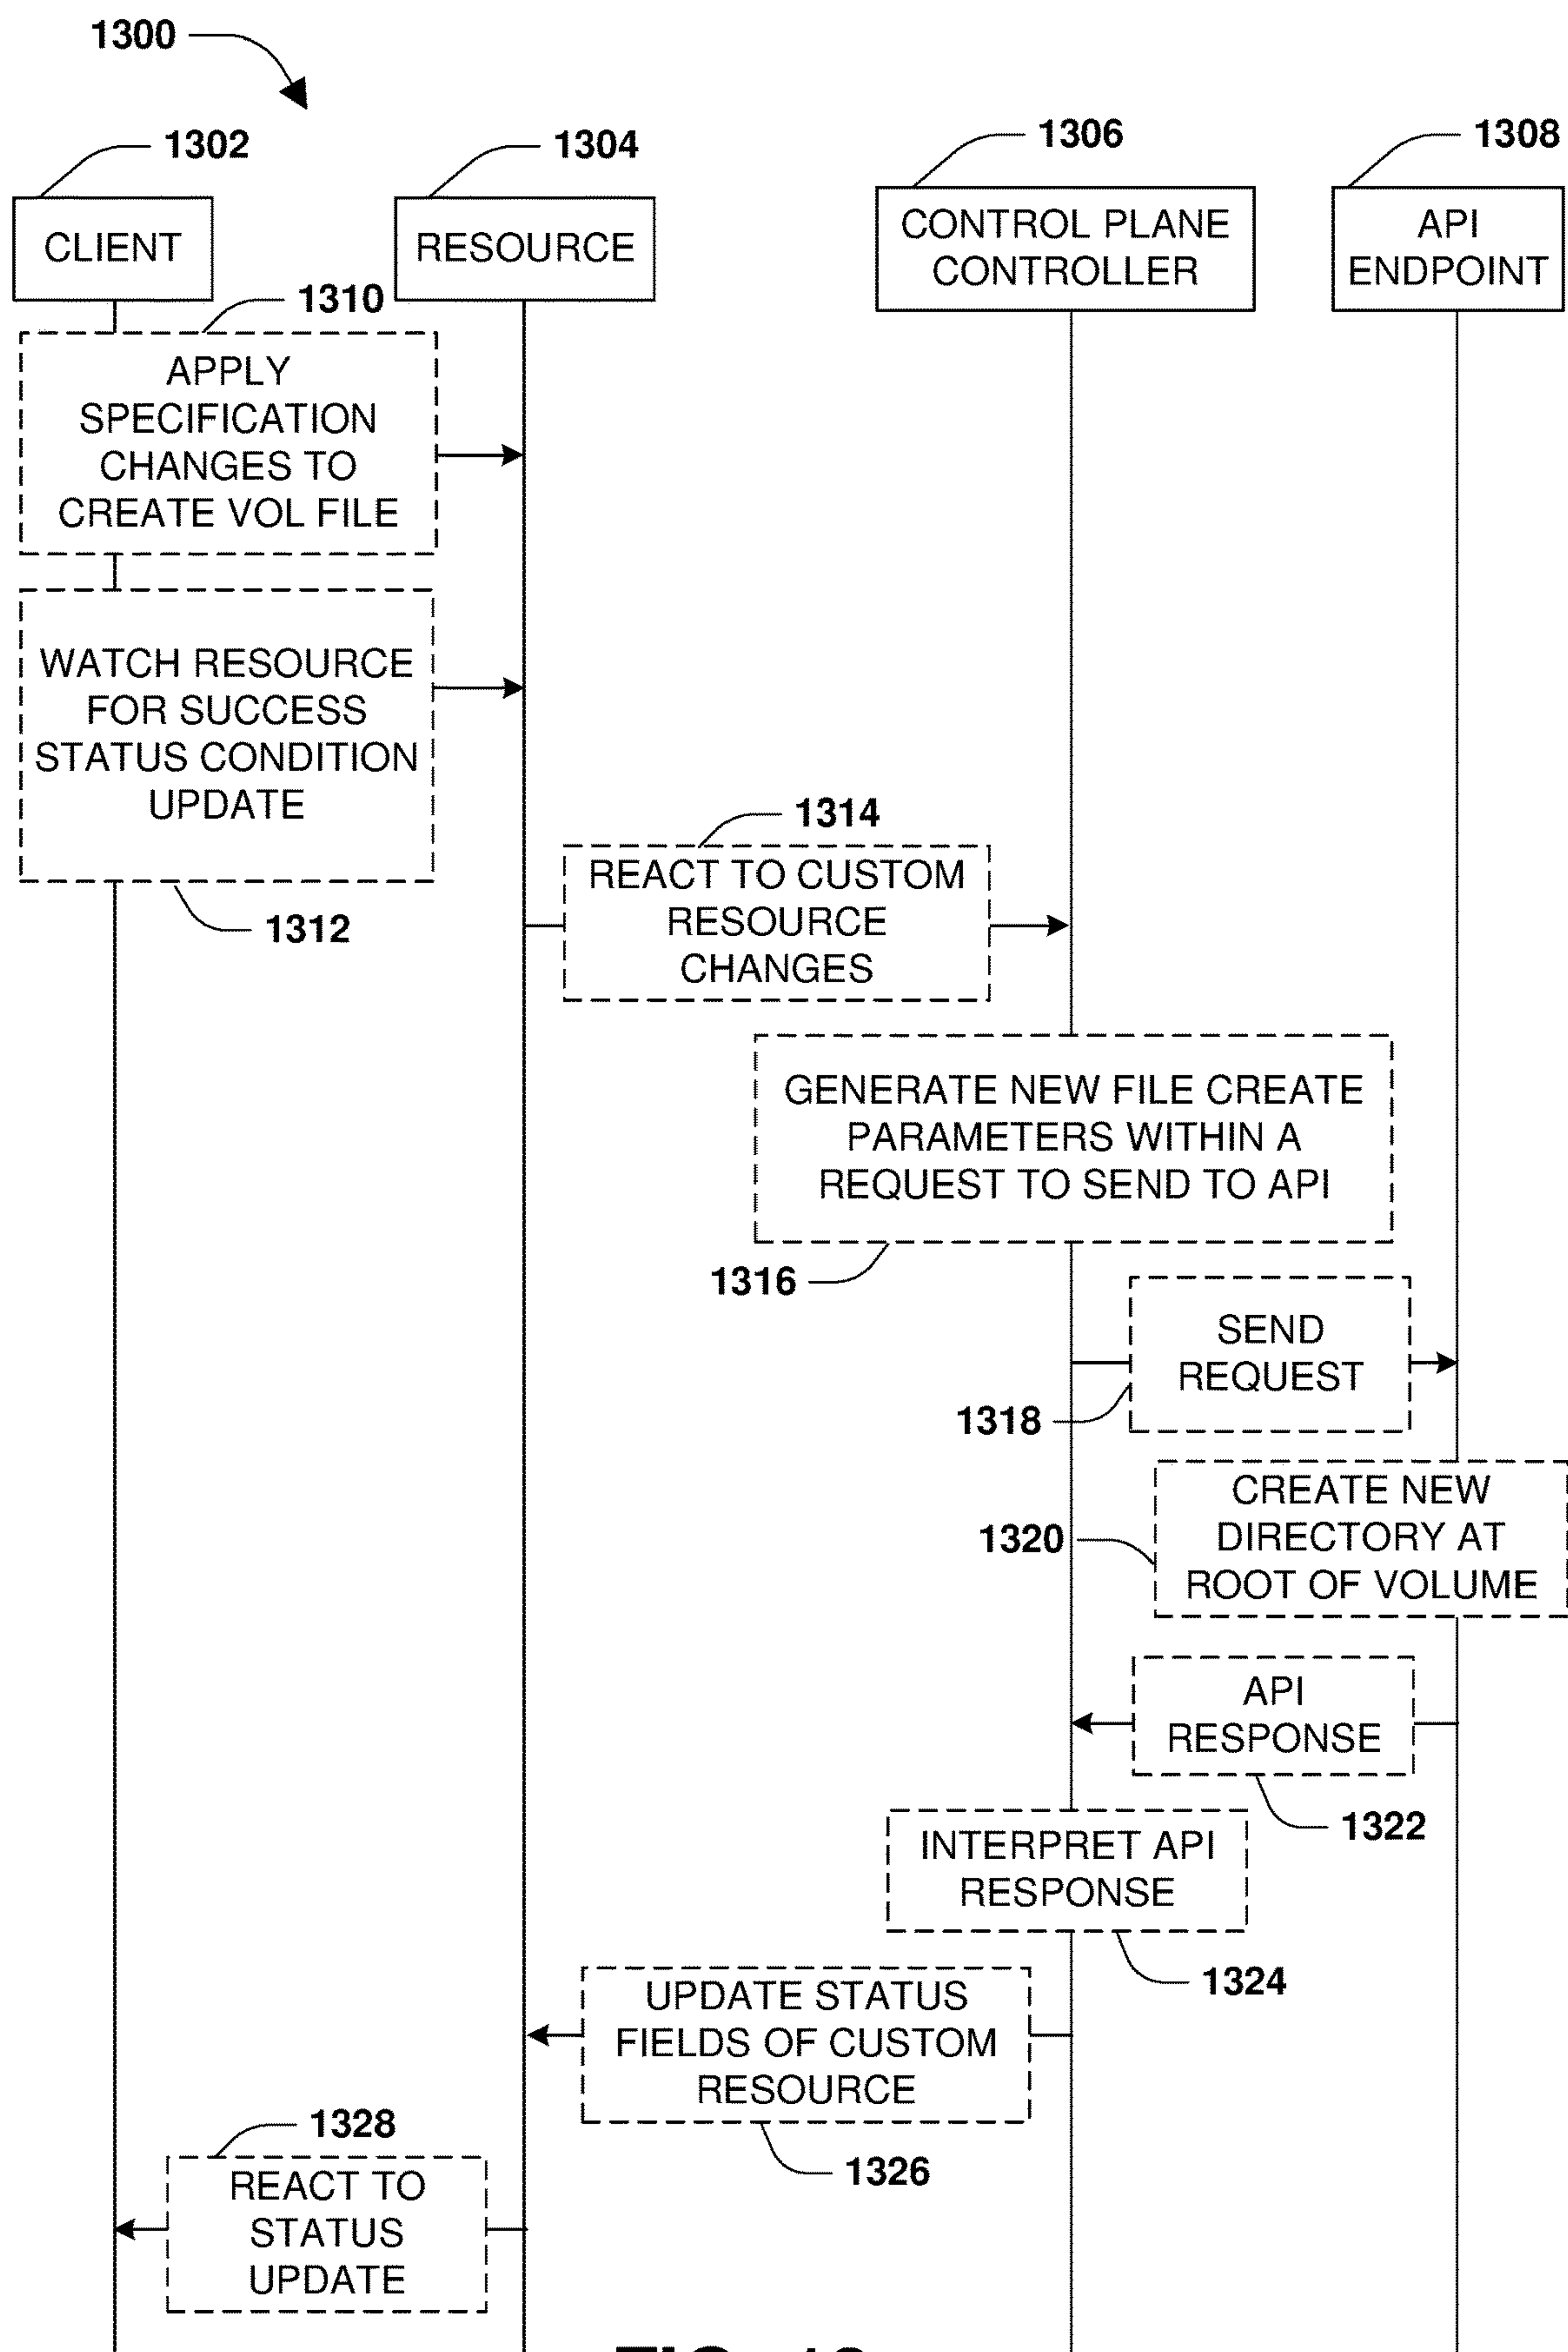 1300
1302
1304
1306
1308
CLIENT
RESOURCE
CONTROL PLANE
CONTROLLER
API
ENDPOINT
1310
APPLY
SPECIFICATION
CHANGES TO
CREATE VOL FILE
WATCH RESOURCE
FOR SUCCESS
STATUS CONDITION
UPDATE
1312
1314
REACT TO CUSTOM
RESOURCE
CHANGES
GENERATE NEW FILE CREATE
PARAMETERS WITHIN A
REQUEST TO SEND TO API
1316
SEND
REQUEST
1318
CREATE NEW
DIRECTORY AT
ROOT OF VOLUME
1320
API
RESPONSE
1322
INTERPRET API
RESPONSE
1324
UPDATE STATUS
FIELDS OF CUSTOM
RESOURCE
1326
1328
REACT TO
STATUS
UPDATE